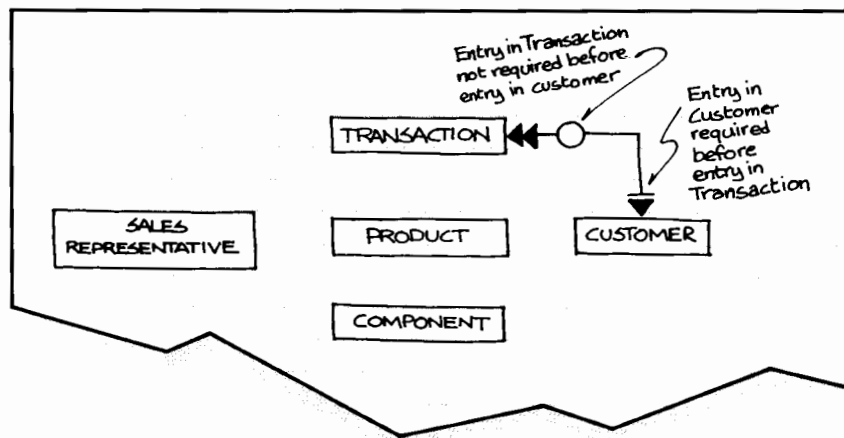 Entry in Transaction
not required before
entry in customer
Entry in
Customer
required
before
entry in
Transaction
TRANSACTION
SALES
REPRESENTATIVE
PRODUCT
CUSTOMER
COMPONENT